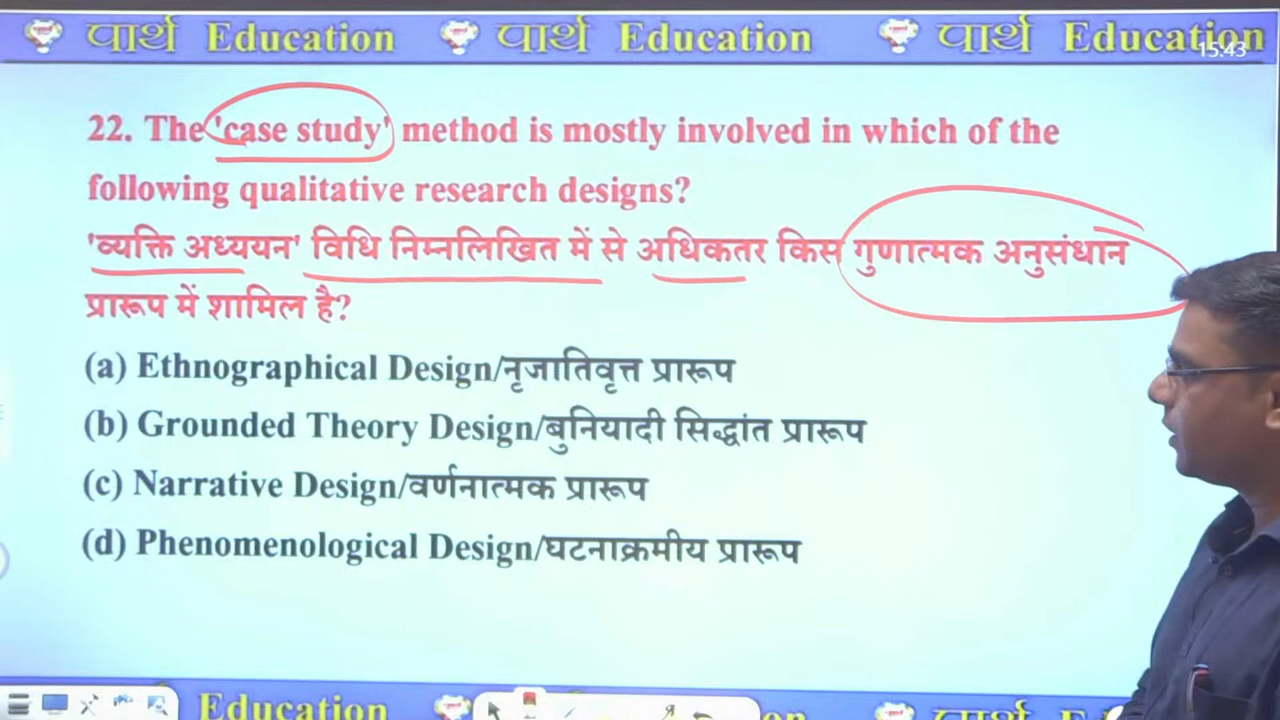 पार्थ Education पार्थ Education पार्थ Education
15:43
22. The 'case study' method is mostly involved in which of the
following qualitative research designs?
'व्यक्ति अध्ययन' विधि निम्नलिखित में से अधिकतर किस गुणात्मक अनुसंधान
प्रारूप में शामिल है?
(a) Ethnographical Design/नृजातिवृत्त प्रारूप
(b) Grounded Theory Design/बुनियादी सिद्धांत प्रारूप
(c) Narrative Design/वर्णनात्मक प्रारूप
(d) Phenomenological Design/घटनाक्रमीय प्रारूप
Education